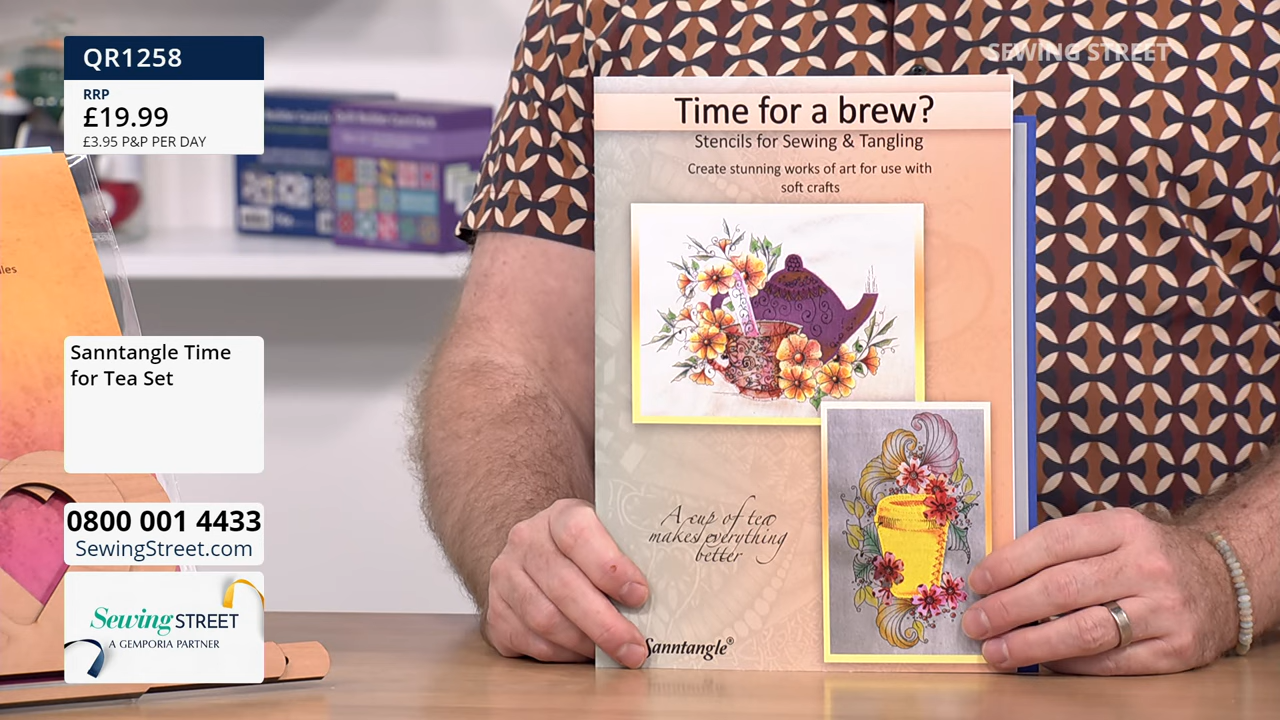 QR1258
RRP
£19.99
£3.95 P&P PER DAY
Sanntangle Time
for Tea Set
0800 001 4433
SewingStreet.com
Sewing STREET
A GEMPORIA PARTNER
SEWING STREET
Time for a brew?
Stencils for Sewing & Tangling
Create stunning works of art for use with
soft crafts
A cup of tea
makes everything
better
Sanntangle®